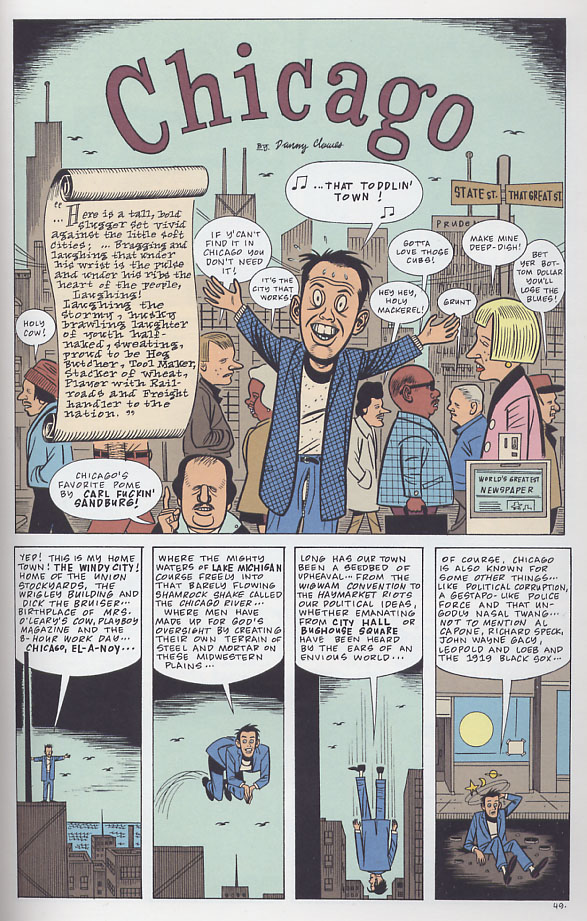 Chicago
By Danny Clowes
"...Here is a tall, bold
slugger set vivid
against the little soft
cities; ... Bragging and
laughing that under
his wrist is the pulse
and under his ribs the
heart of the people,
Laughing!
Laughing the
stormy, husky
brawling laughter
of youth half-
naked, sweating,
proud to be Hog
Butcher, Tool Maker,
Stacker of wheat,
Player with Rail-
roads and Freight
handler to the
nation."
HOLY
COW!
CHICAGO'S
FAVORITE POME
BY CARL FUCKIN'
SANDBURG!
IF Y'CAN'T
FIND IT IN
CHICAGO YOU
DON'T NEED
IT!
IT'S THE
CITY THAT
WORKS!
...THAT TODDLIN'
TOWN!
HEY HEY,
HOLY
MACKEREL!
GOTTA
LOVE THOSE
CUBS!
GRUNT
MAKE MINE
DEEP-DISH!
BET
YER BOT-
TOM DOLLAR
YOU'LL
LOSE THE
BLUES!
STATE ST.
THAT GREAT ST.
PRUDE
WORLD'S GREATEST
NEWSPAPER
YEP! THIS IS MY HOME
TOWN! THE WINDY CITY!
HOME OF THE UNION
STOCKYARDS, THE
WRIGLEY BUILDING AND
DICK THE BRUISER...
BIRTHPLACE OF MRS.
O'LEARY'S COW, PLAYBOY
MAGAZINE AND THE
8-HOUR WORK DAY...
CHICAGO, EL-A-NOY...
WHERE THE MIGHTY
WATERS OF LAKE MICHIGAN
COURSE FREELY INTO
THAT BARELY FLOWING
SHAMROCK SHAKE CALLED
THE CHICAGO RIVER...
WHERE MEN HAVE
MADE UP FOR GOD'S
OVERSIGHT BY CREATING
THEIR OWN TERRAIN OF
STEEL AND MORTAR ON
THESE MIDWESTERN
PLAINS...
LONG HAS OUR TOWN
BEEN A SEEDBED OF
UPHEAVAL... FROM THE
WIGWAM CONVENTION TO
THE HAYMARKET RIOTS
OUR POLITICAL IDEAS,
WHETHER EMANATING
FROM CITY HALL OR
BUGHOUSE SQUARE
HAVE BEEN HEARD
BY THE EARS OF AN
ENVIOUS WORLD...
OF COURSE, CHICAGO
IS ALSO KNOWN FOR
SOME OTHER THINGS...
LIKE POLITICAL CORRUPTION,
A GESTAPO-LIKE POLICE
FORCE AND THAT UN-
GODLY NASAL TWANG...
NOT TO MENTION AL
CAPONE, RICHARD SPECK,
JOHN WAYNE GACY,
LEOPOLD AND LOEB AND
THE 1919 BLACK SOX...
49.